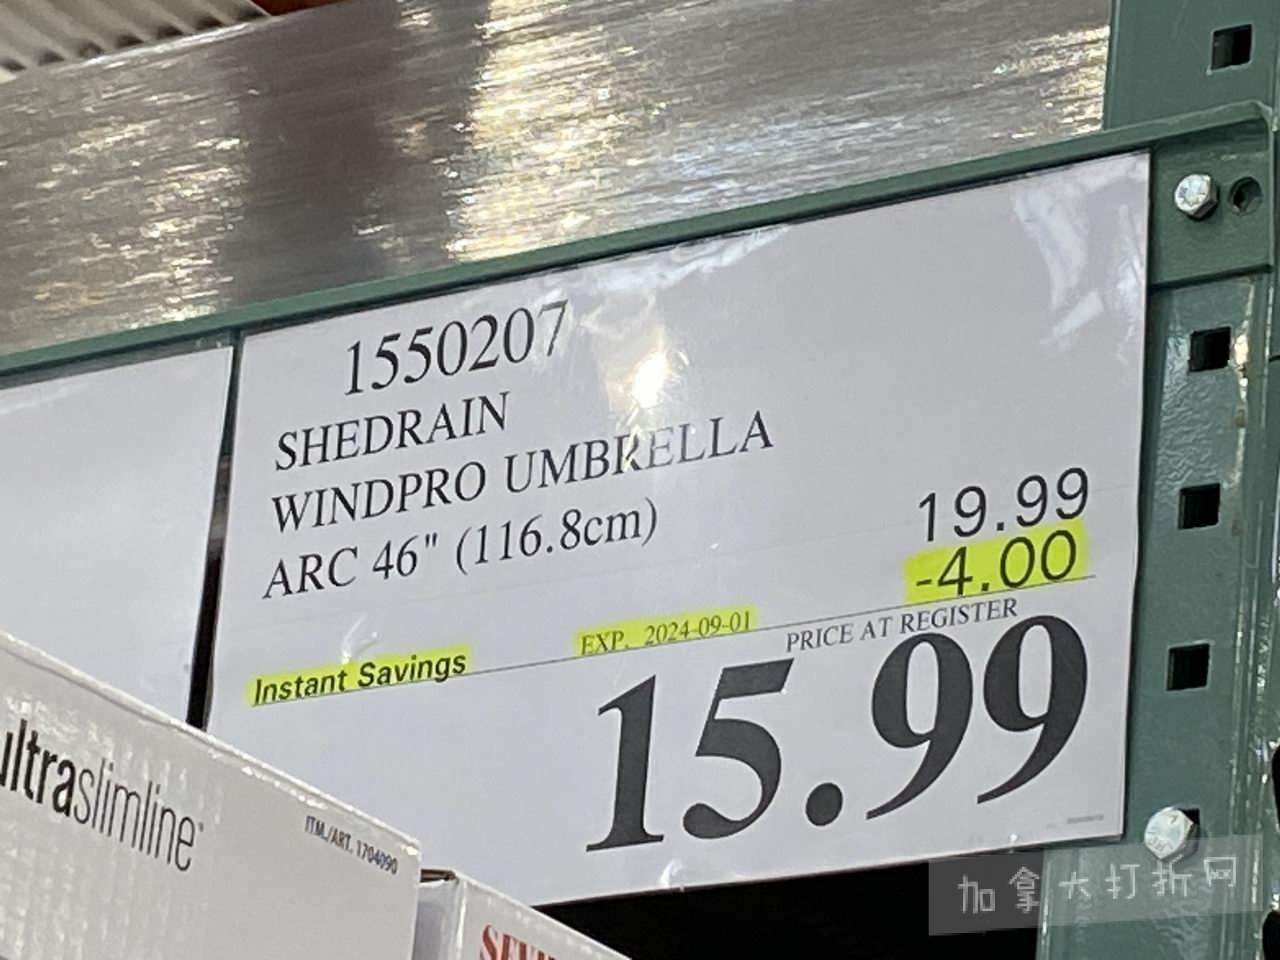 1550207
SHEDRAIN
WINDPRO UMBRELLA
ARC 46" (116.8cm)
19.99
-4.00
Instant Savings
EXP. 2024-09-01
PRICE AT REGISTER
15.99
ultraslimline
ITM./ART. 1704090
加拿大打折网